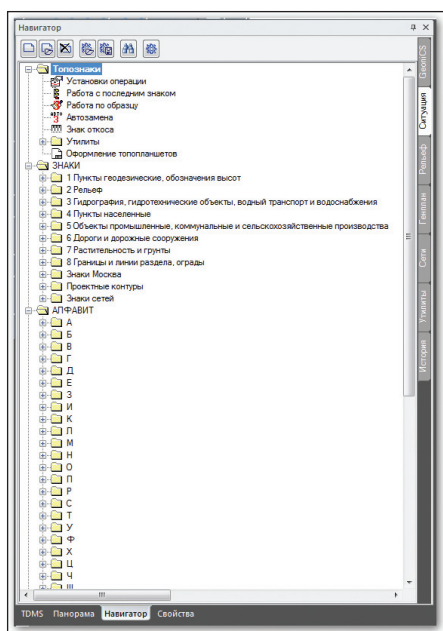 Навигатор
Топознаки
Установки операции
Работа с последним знаком
Работа по образцу
Автозамена
Знак откоса
Утилиты
Оформление топопланшетов
ЗНАКИ
1 Пункты геодезические, обозначения высот
2 Рельеф
3 Гидрография, гидротехнические объекты, водный транспорт и водоснабжения
4 Пункты населенные
5 Объекты промышленные, коммунальные и сельскохозяйственные производства
6 Дороги и дорожные сооружения
7 Растительность и грунты
8 Границы и линии раздела, ограды
Знаки Москва
Проектные контуры
Знаки сетей
АЛФАВИТ
А
Б
В
Г
Д
Е
З
И
К
Л
М
Н
О
П
Р
С
Т
У
Ф
Х
Ц
Ч
Ш
GeoniCS
Ситуация
Рельеф
Генплан
Сети
Утилиты
История
TDMS Панорама Навигатор Свойства